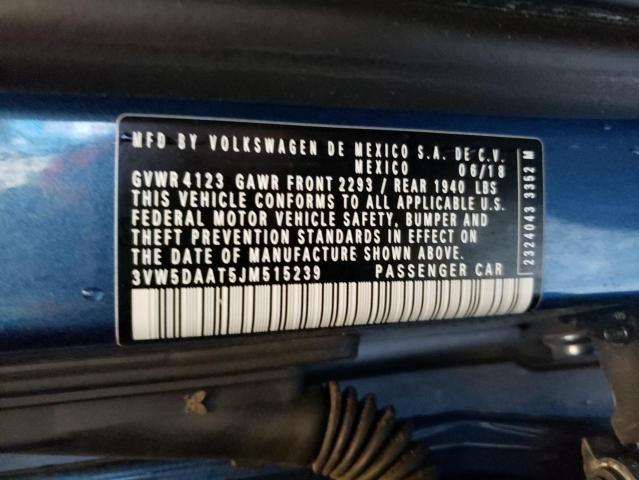 MFD BY VOLKSWAGEN DE MEXICO S.A. DE C.V.
MEXICO 06/18
GVWR 4123 GAWR FRONT 2293 / REAR 1940 LBS
THIS VEHICLE CONFORMS TO ALL APPLICABLE U.S.
FEDERAL MOTOR VEHICLE SAFETY, BUMPER AND
THEFT PREVENTION STANDARDS IN EFFECT ON
THE DATE OF MANUFACTURE SHOWN ABOVE.
3VW5DAAT5JM515239 PASSENGER CAR
2324043 3352 M